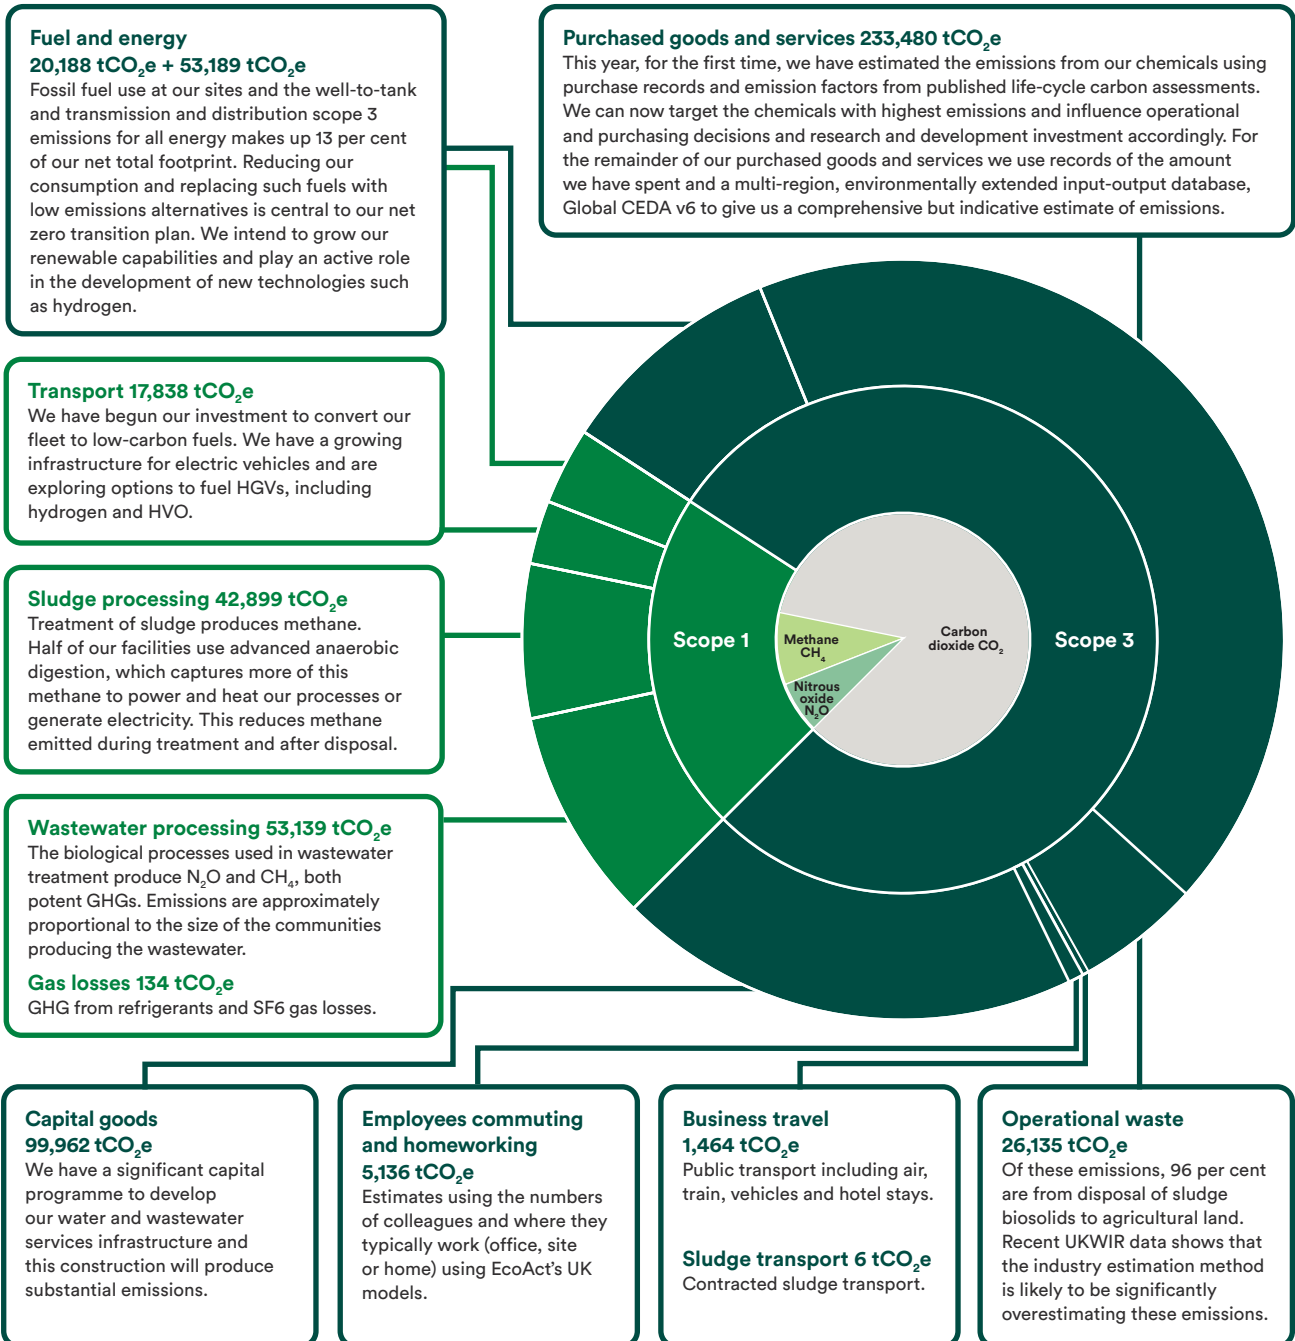 Fuel and energy
20,188 tCO₂e + 53,189 tCO₂e
Fossil fuel use at our sites and the well-to-tank
and transmission and distribution scope 3
emissions for all energy makes up 13 per cent
of our net total footprint. Reducing our
consumption and replacing such fuels with
low emissions alternatives is central to our net
zero transition plan. We intend to grow our
renewable capabilities and play an active role
in the development of new technologies such
as hydrogen.
Purchased goods and services 233,480 tCO₂e
This year, for the first time, we have estimated the emissions from our chemicals using
purchase records and emission factors from published life-cycle carbon assessments.
We can now target the chemicals with highest emissions and influence operational
and purchasing decisions and research and development investment accordingly. For
the remainder of our purchased goods and services we use records of the amount
we have spent and a multi-region, environmentally extended input-output database,
Global CEDA v6 to give us a comprehensive but indicative estimate of emissions.
Transport 17,838 tCO₂e
We have begun our investment to convert our
fleet to low-carbon fuels. We have a growing
infrastructure for electric vehicles and are
exploring options to fuel HGVs, including
hydrogen and HVO.
Sludge processing 42,899 tCO₂e
Treatment of sludge produces methane.
Half of our facilities use advanced anaerobic
digestion, which captures more of this
methane to power and heat our processes or
generate electricity. This reduces methane
emitted during treatment and after disposal.
Wastewater processing 53,139 tCO₂e
The biological processes used in wastewater
treatment produce N₂O and CH₄, both
potent GHGs. Emissions are approximately
proportional to the size of the communities
producing the wastewater.
Gas losses 134 tCO₂e
GHG from refrigerants and SF6 gas losses.
Scope 1
Methane
CH₄
Nitrous
oxide
N₂O
Carbon
dioxide CO₂
Scope 3
Capital goods
99,962 tCO₂e
We have a significant capital
programme to develop
our water and wastewater
services infrastructure and
this construction will produce
substantial emissions.
Employees commuting
and homeworking
5,136 tCO₂e
Estimates using the numbers
of colleagues and where they
typically work (office, site
or home) using EcoAct's UK
models.
Business travel
1,464 tCO₂e
Public transport including air,
train, vehicles and hotel stays.
Sludge transport 6 tCO₂e
Contracted sludge transport.
Operational waste
26,135 tCO₂e
Of these emissions, 96 per cent
are from disposal of sludge
biosolids to agricultural land.
Recent UKWIR data shows that
the industry estimation method
is likely to be significantly
overestimating these emissions.